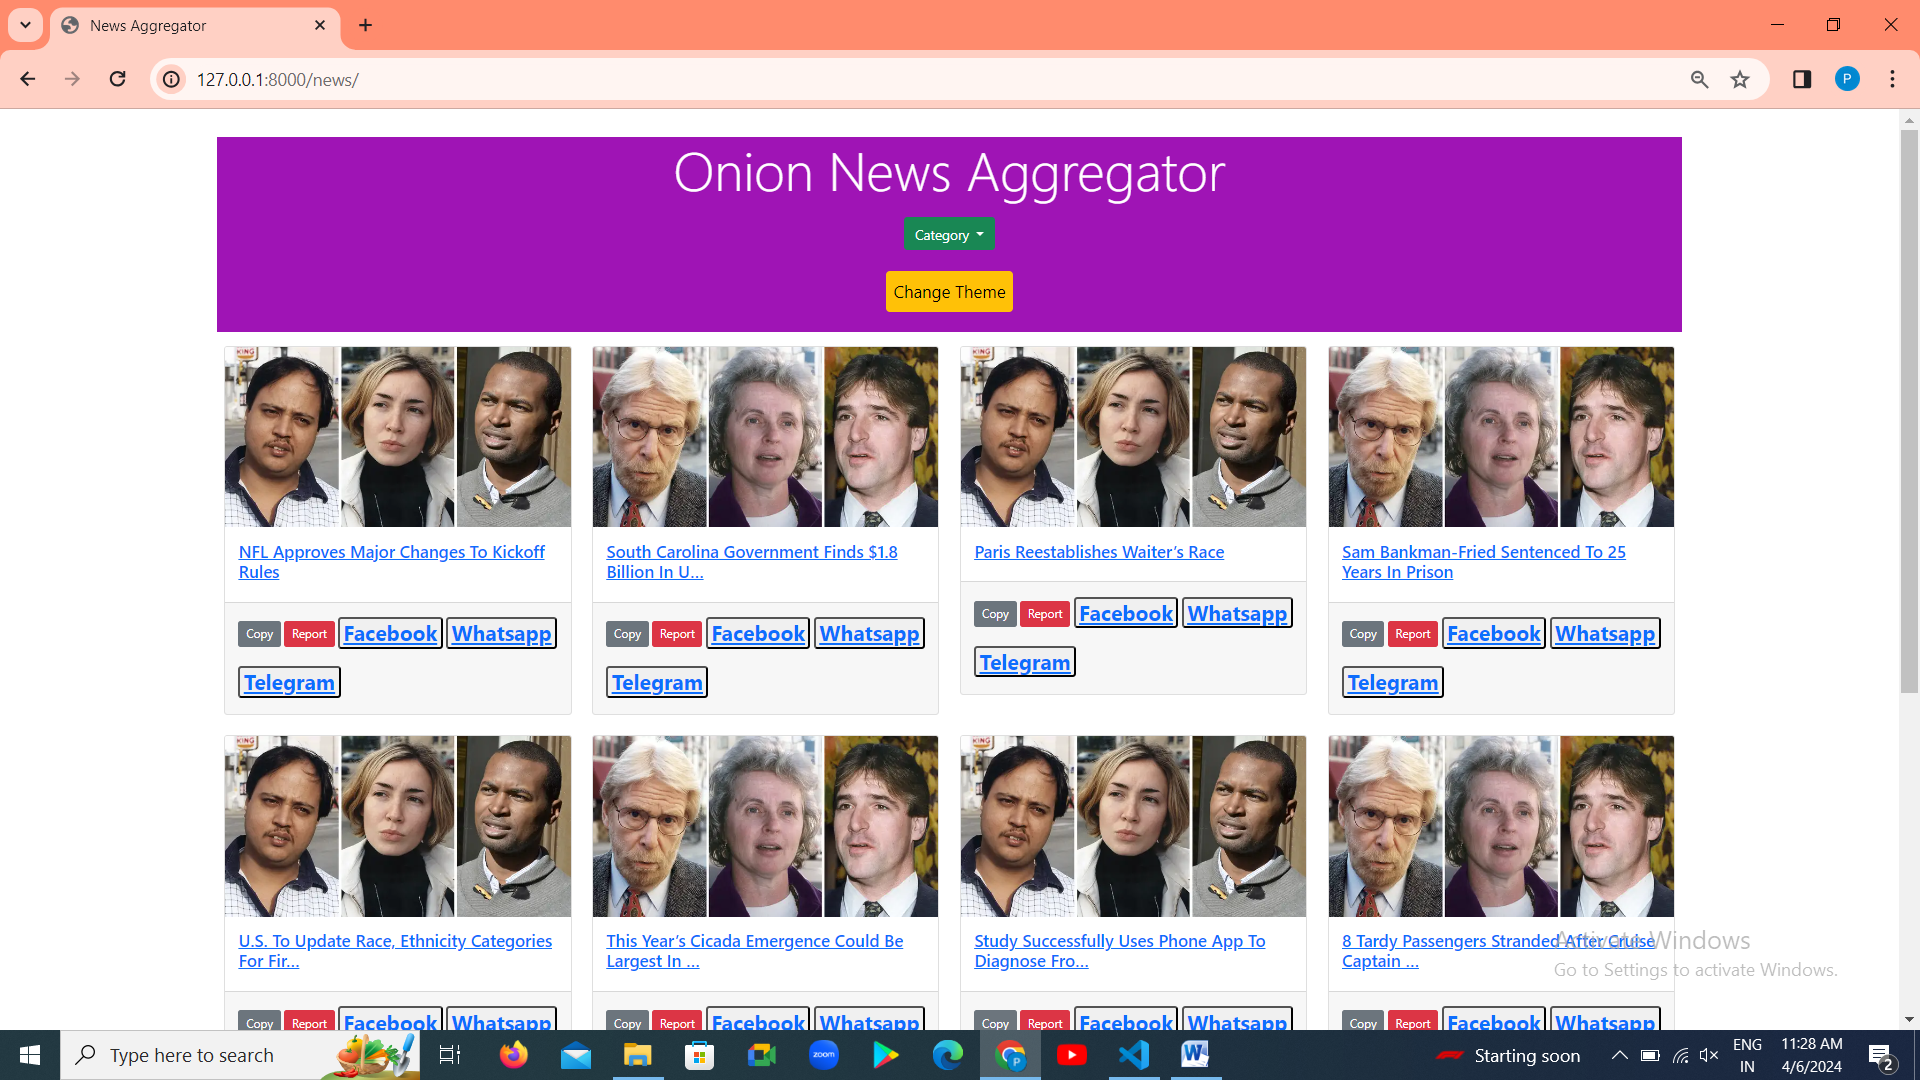 News Aggregator
127.0.0.1:8000/news/
P
Onion News Aggregator
Category
Change Theme
KING
KING
NFL Approves Major Changes To Kickoff
Rules
South Carolina Government Finds $1.8
Billion In U...
Paris Reestablishes Waiter’s Race
Sam Bankman-Fried Sentenced To 25
Years In Prison
Copy Report Facebook Whatsapp
Telegram
Copy Report Facebook Whatsapp
Telegram
Copy Report Facebook Whatsapp
Telegram
Copy Report Facebook Whatsapp
Telegram
KING
KING
U.S. To Update Race, Ethnicity Categories
For Fir...
This Year’s Cicada Emergence Could Be
Largest In ...
Study Successfully Uses Phone App To
Diagnose Fro...
8 Tardy Passengers Stranded After Cruise
Captain ...
Activate Windows
Go to Settings to activate Windows.
Copy Report Facebook Whatsapp
Copy Report Facebook Whatsapp
Copy Report Facebook Whatsapp
Copy Report Facebook Whatsapp
Type here to search
zoom
P
W
Starting soon
ENG
IN
11:28 AM
4/6/2024
2